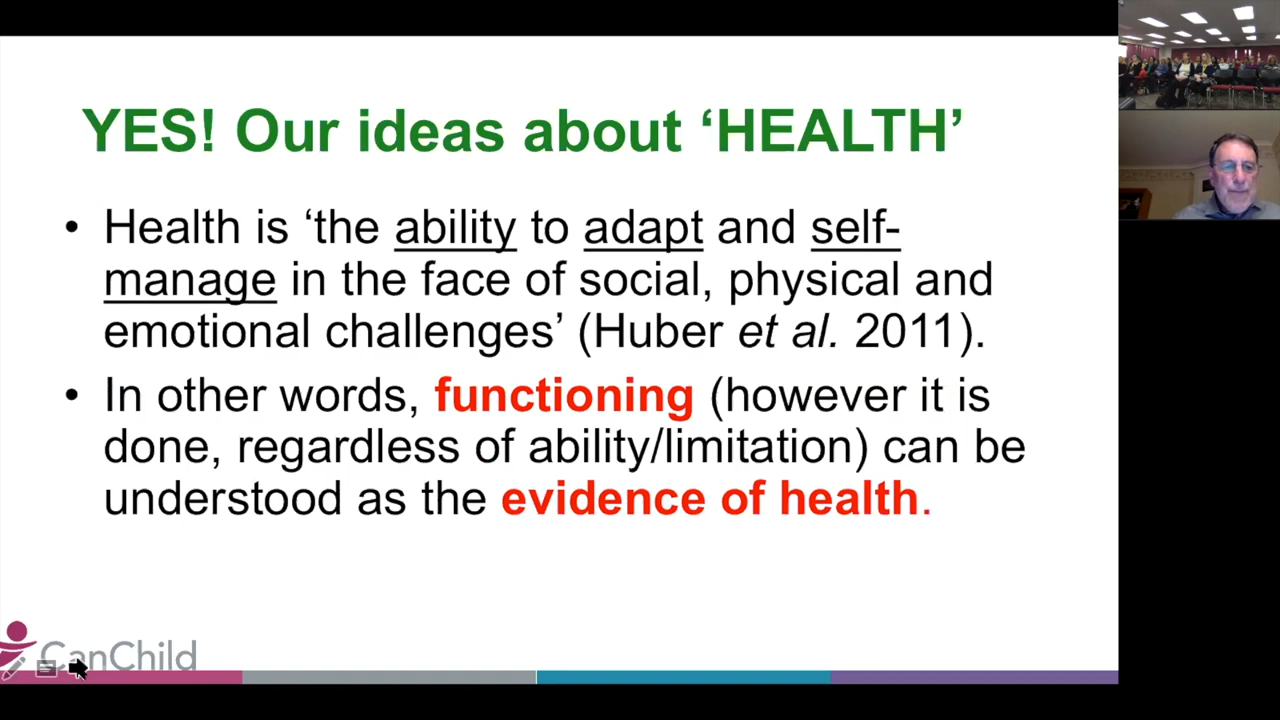 YES! Our ideas about ‘HEALTH’
• Health is ‘the ability to adapt and self-
manage in the face of social, physical and
emotional challenges’ (Huber et al. 2011).
• In other words, functioning (however it is
done, regardless of ability/limitation) can be
understood as the evidence of health.
CanChild